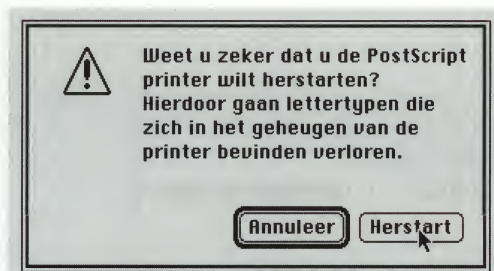 Weet u zeker dat u de PostScript
printer wilt herstarten?
Hierdoor gaan lettertypen die
zich in het geheugen van de
printer bevinden verloren.
Annuleer Herstart